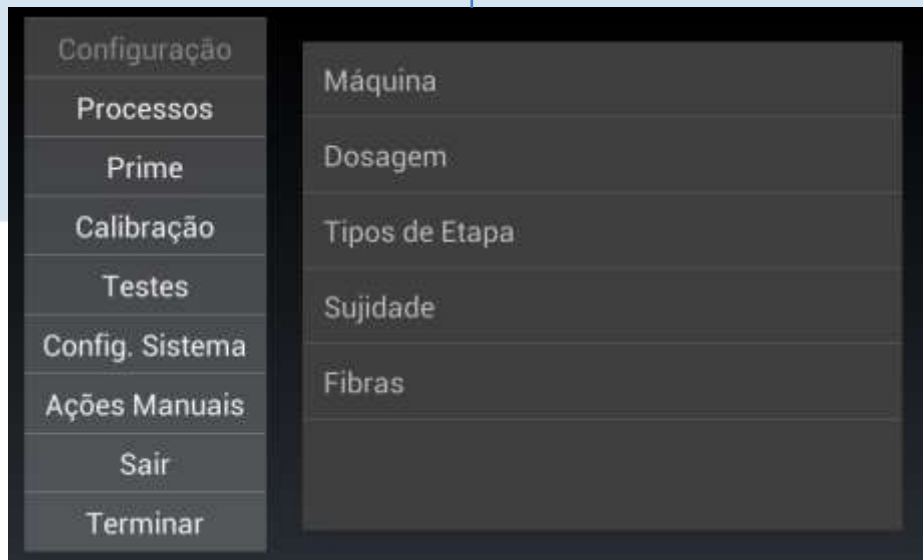 Configuração
Processos
Prime
Calibração
Testes
Config. Sistema
Ações Manuais
Sair
Terminar
Máquina
Dosagem
Tipos de Etapa
Sujidade
Fibras